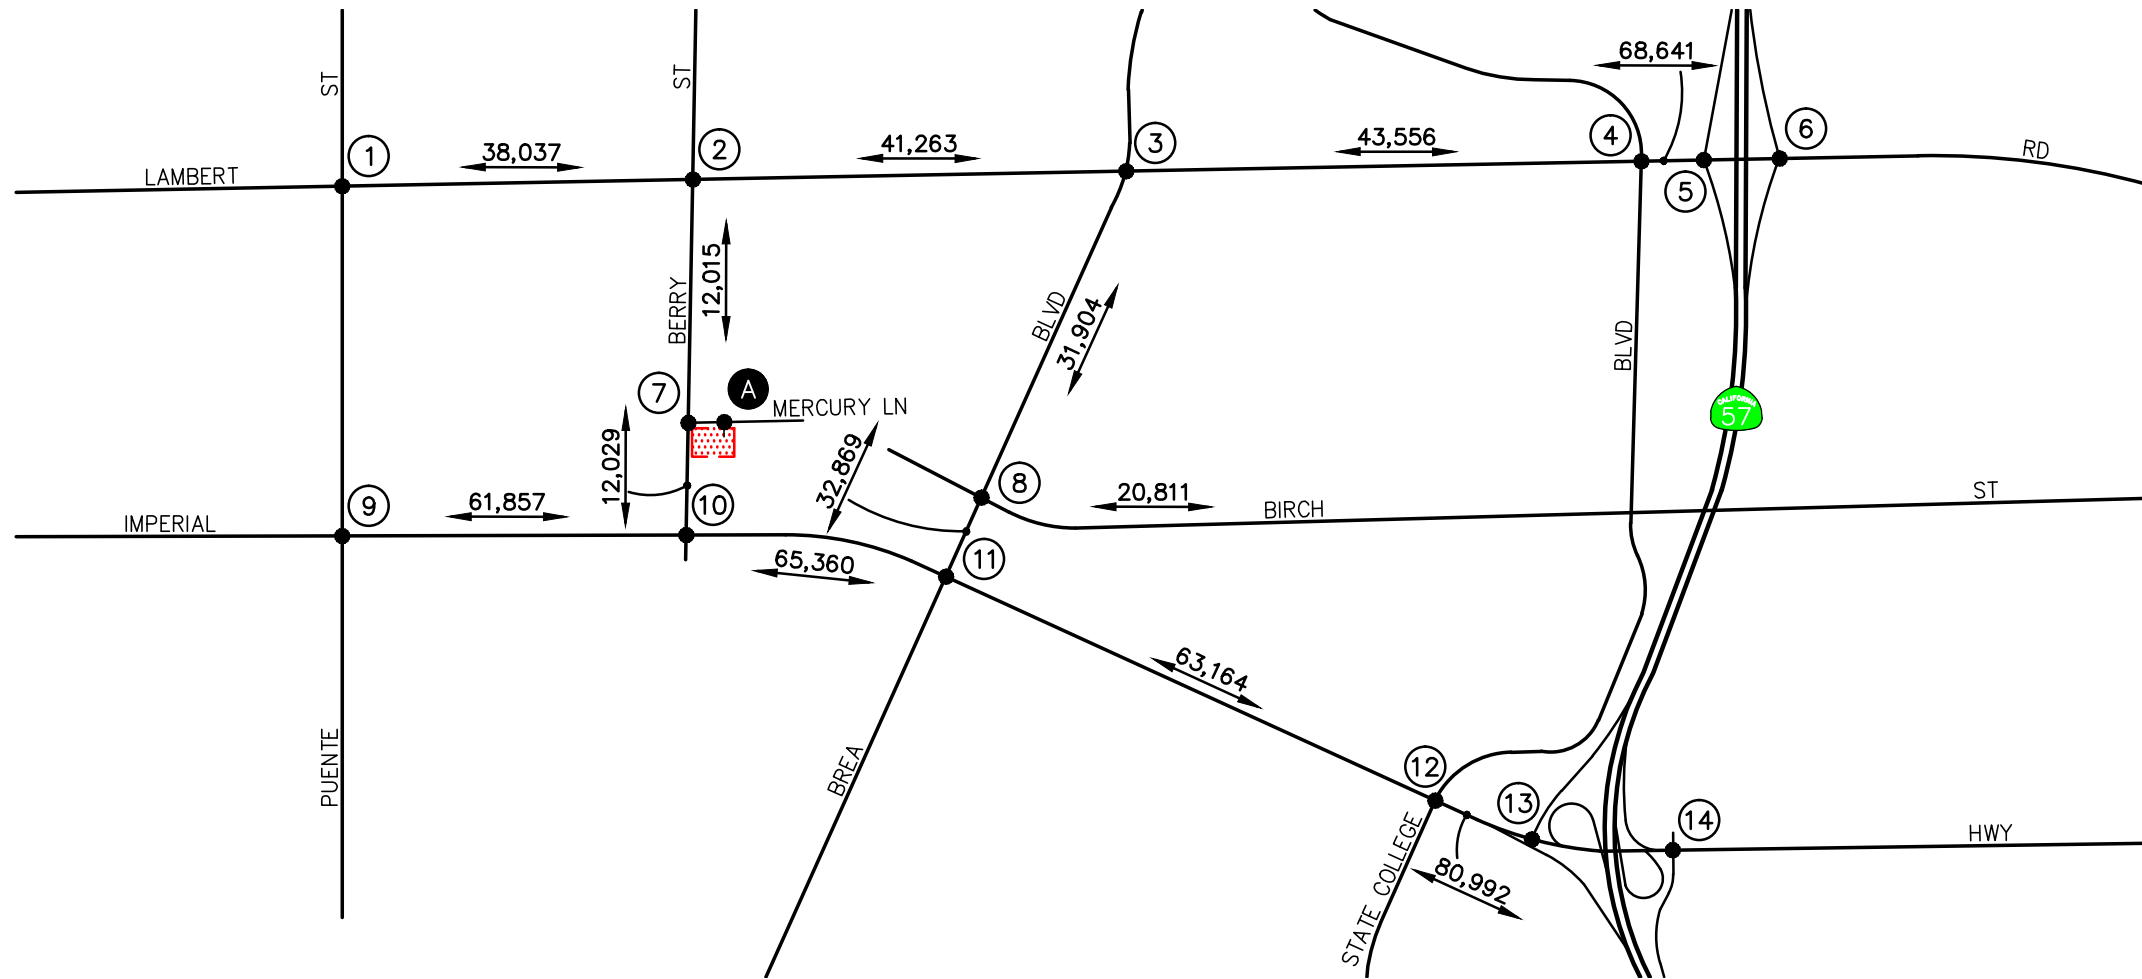 ST
ST
68,641
1
2
3
4
6
LAMBERT
38,037
41,263
43,556
RD
5
BERRY
12,015
BLVD
31,904
BLVD
7
A
MERCURY LN
CALIFORNIA
57
12,029
32,869
8
9
61,857
10
20,811
BIRCH
ST
IMPERIAL
65,360
11
63,164
PUENTE
BREA
12
13
14
HWY
STATE COLLEGE
80,992